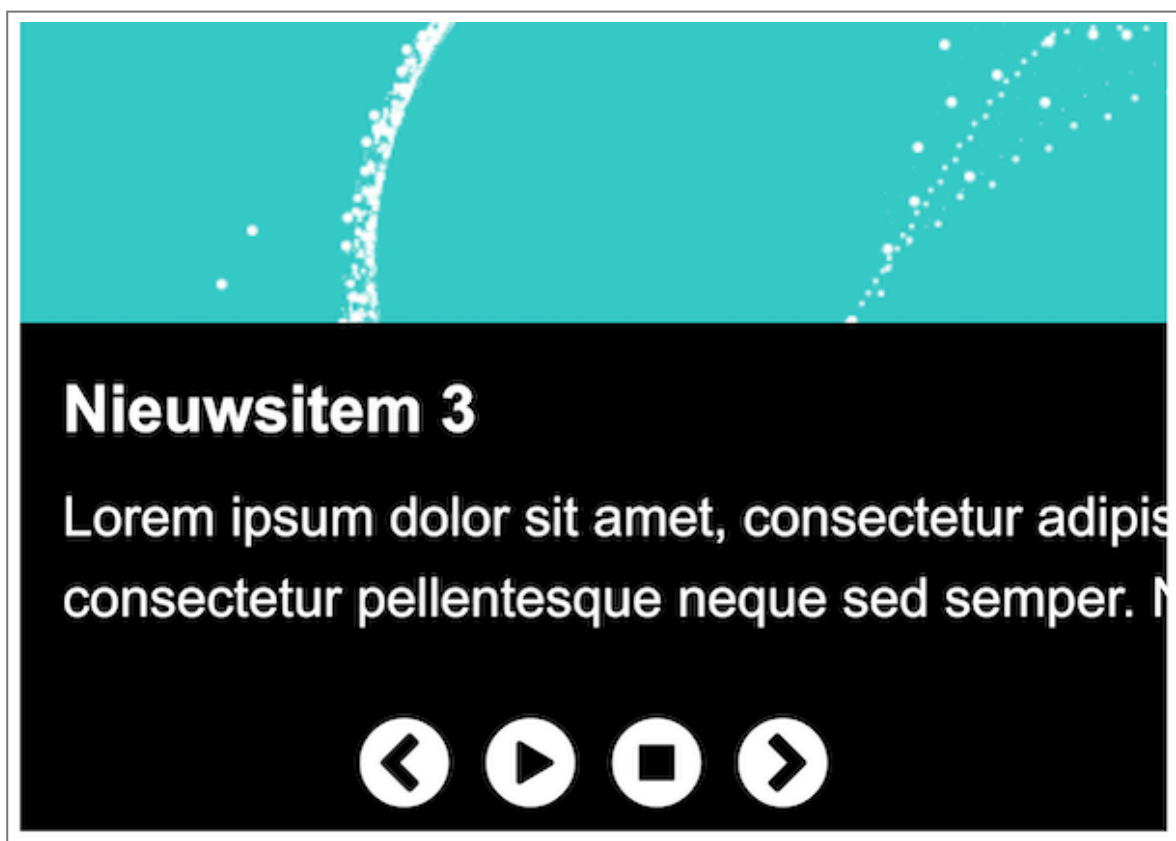 Nieuwsitem 3
Lorem ipsum dolor sit amet, consectetur adipis
consectetur pellentesque neque sed semper. N